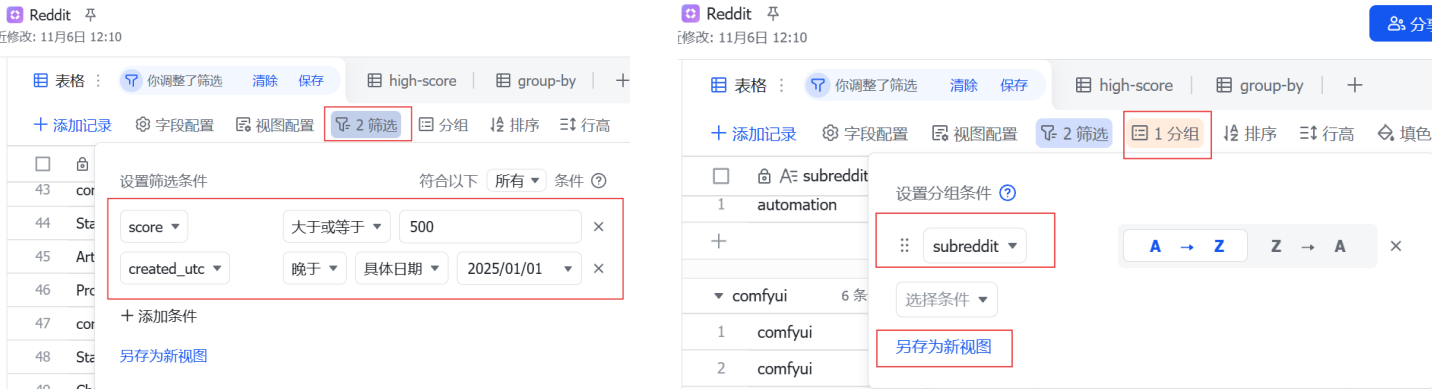 Reddit
近修改: 11月6日 12:10
表格 你调整了筛选 清除 保存 high-score group-by
添加记录 字段配置 视图配置 2 筛选 分组 排序 行高
设置筛选条件 符合以下 所有 条件
43 cor
44 Sta
45 Art
46 Pro
47 cor
48 Sta
score 大于或等于 500
created_utc 晚于 具体日期 2025/01/01
添加条件
另存为新视图
Reddit
近修改: 11月6日 12:10
分享
表格 你调整了筛选 清除 保存 high-score group-by
添加记录 字段配置 视图配置 2 筛选 1 分组 排序 行高 填色
subreddit
1 automation
设置分组条件
subreddit A → Z Z → A
选择条件
另存为新视图
comfyui 6 条
1 comfyui
2 comfyui